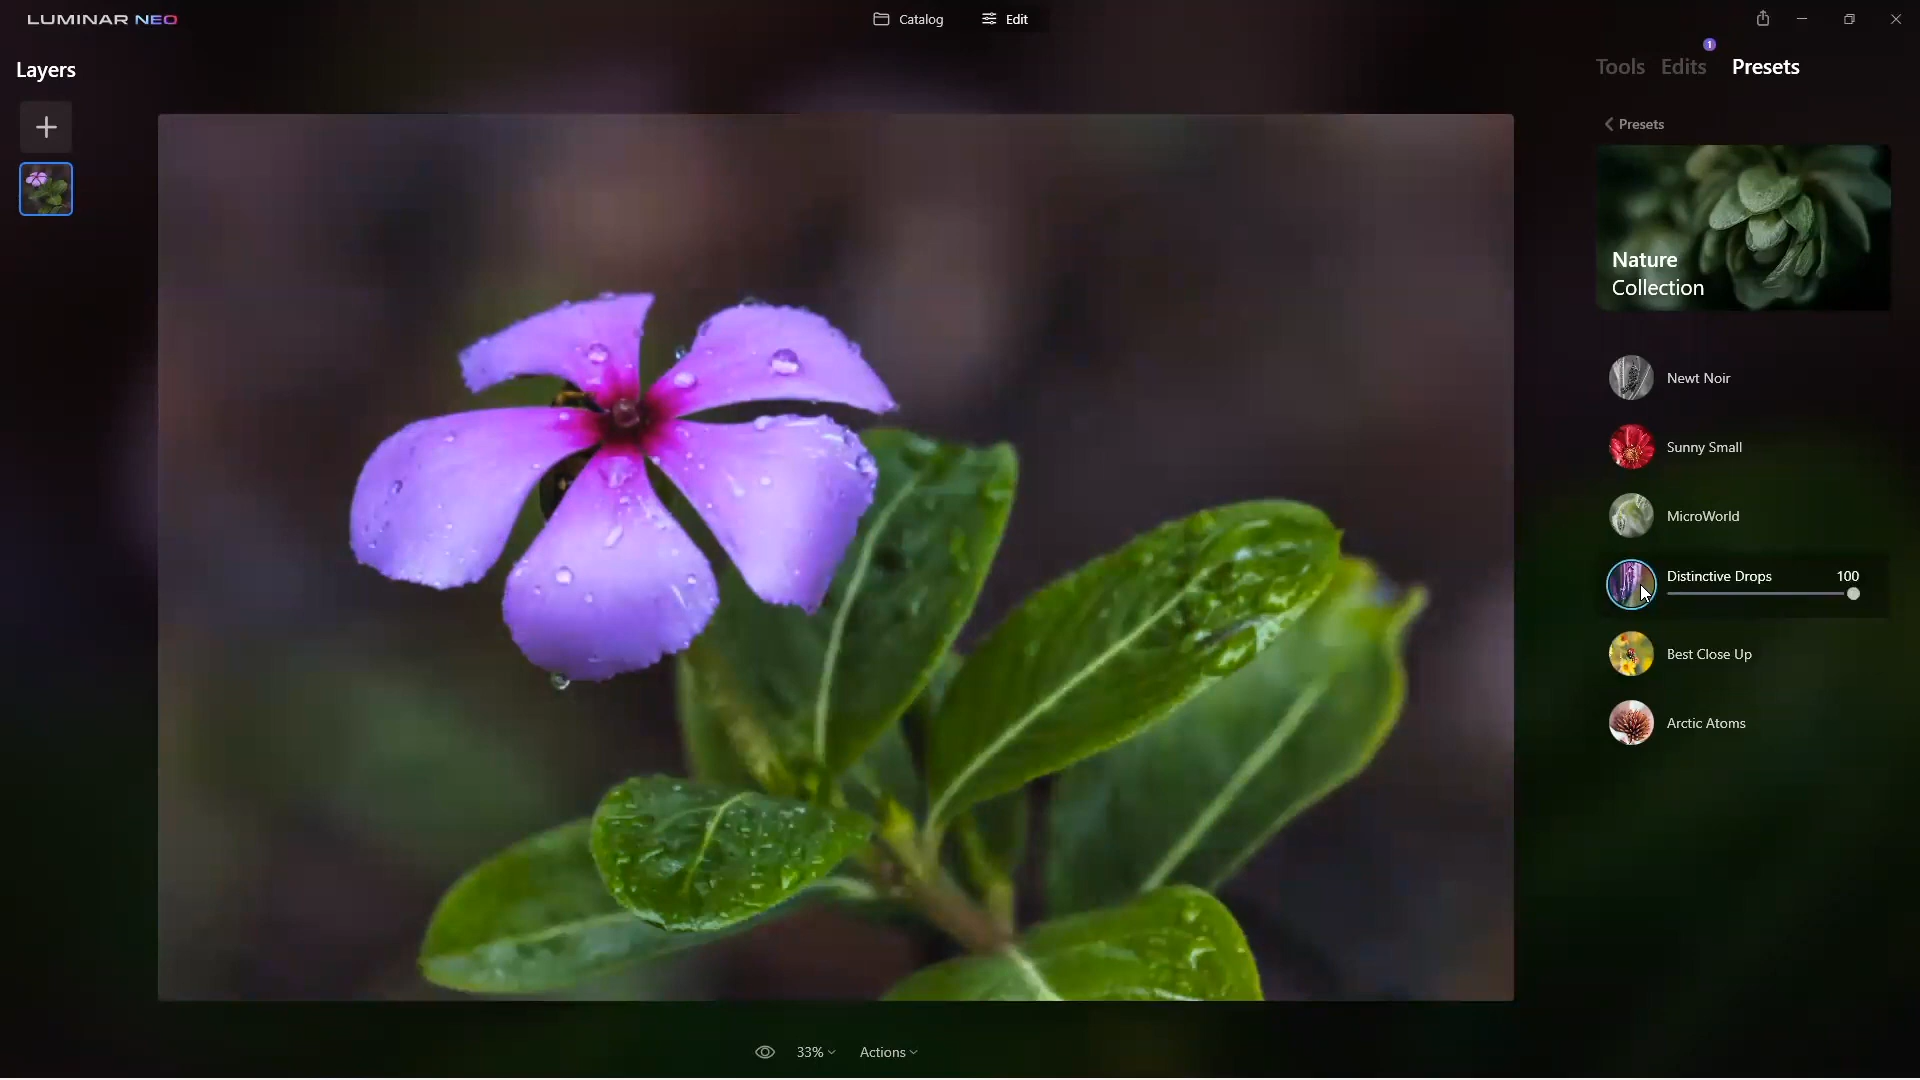 LUMINAR NEO
Catalog
Edit
Layers
1
Tools Edits Presets
Presets
Nature
Collection
Newt Noir
Sunny Small
MicroWorld
Distinctive Drops 100
Best Close Up
Arctic Atoms
33%
Actions